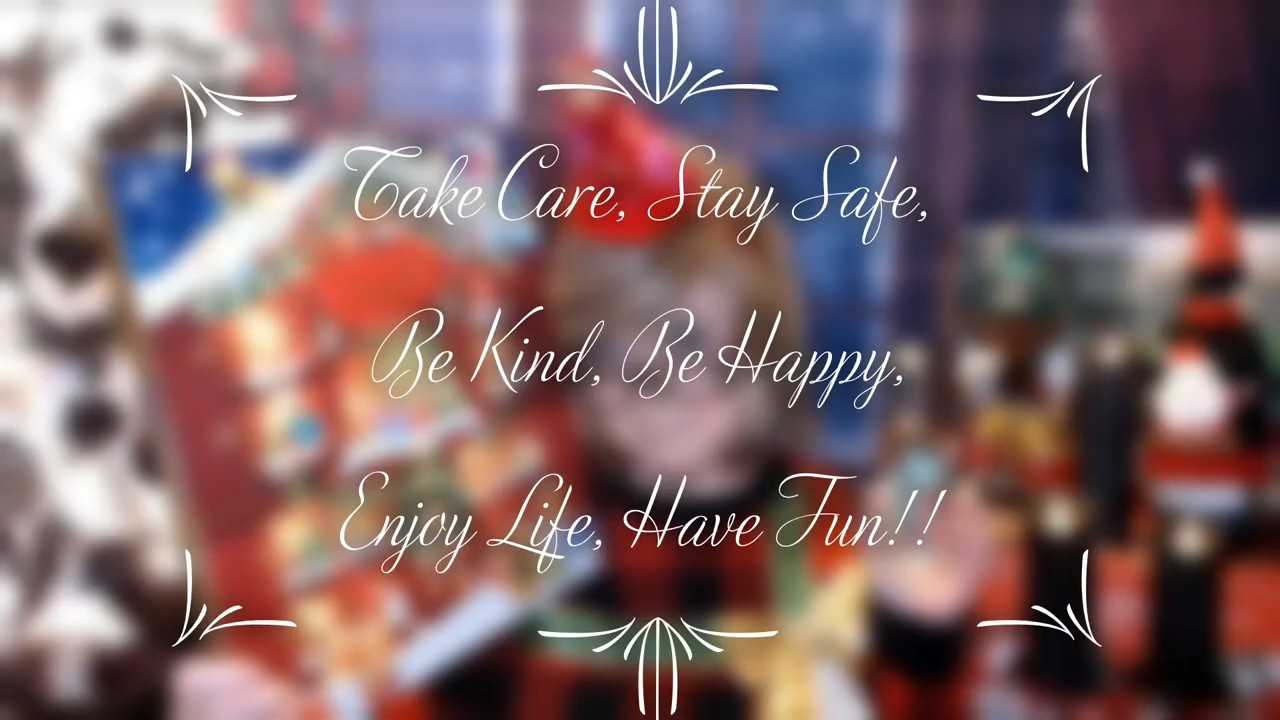 Take Care, Stay Safe,
Be Kind, Be Happy,
Enjoy Life, Have Fun!!